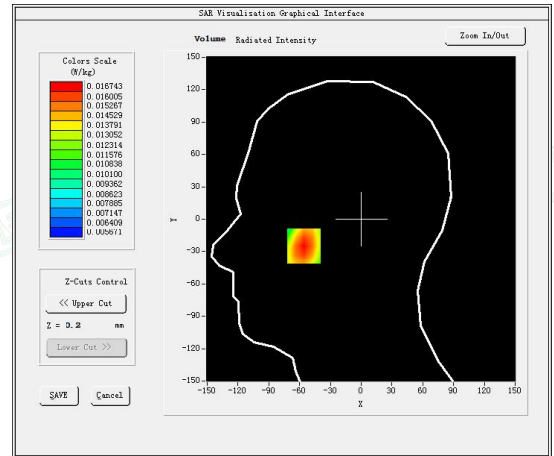 SAR Visualisation Graphical Interface
Volume Radiated Intensity
Zoom In/Out
Colors Scale
(W/kg)
0.016743
0.016005
0.015267
0.014529
0.013791
0.013052
0.012314
0.011576
0.010838
0.010100
0.009362
0.008623
0.007885
0.007147
0.006409
0.005671
Z-Cuts Control
<< Upper Cut
Z = 0.2 mm
Lower Cut >>
SAVE Cancel
150
120
90
60
30
0
-30
-60
-90
-120
-150
Y
-150 -120 -90 -60 -30 0 30 60 90 120 150
X